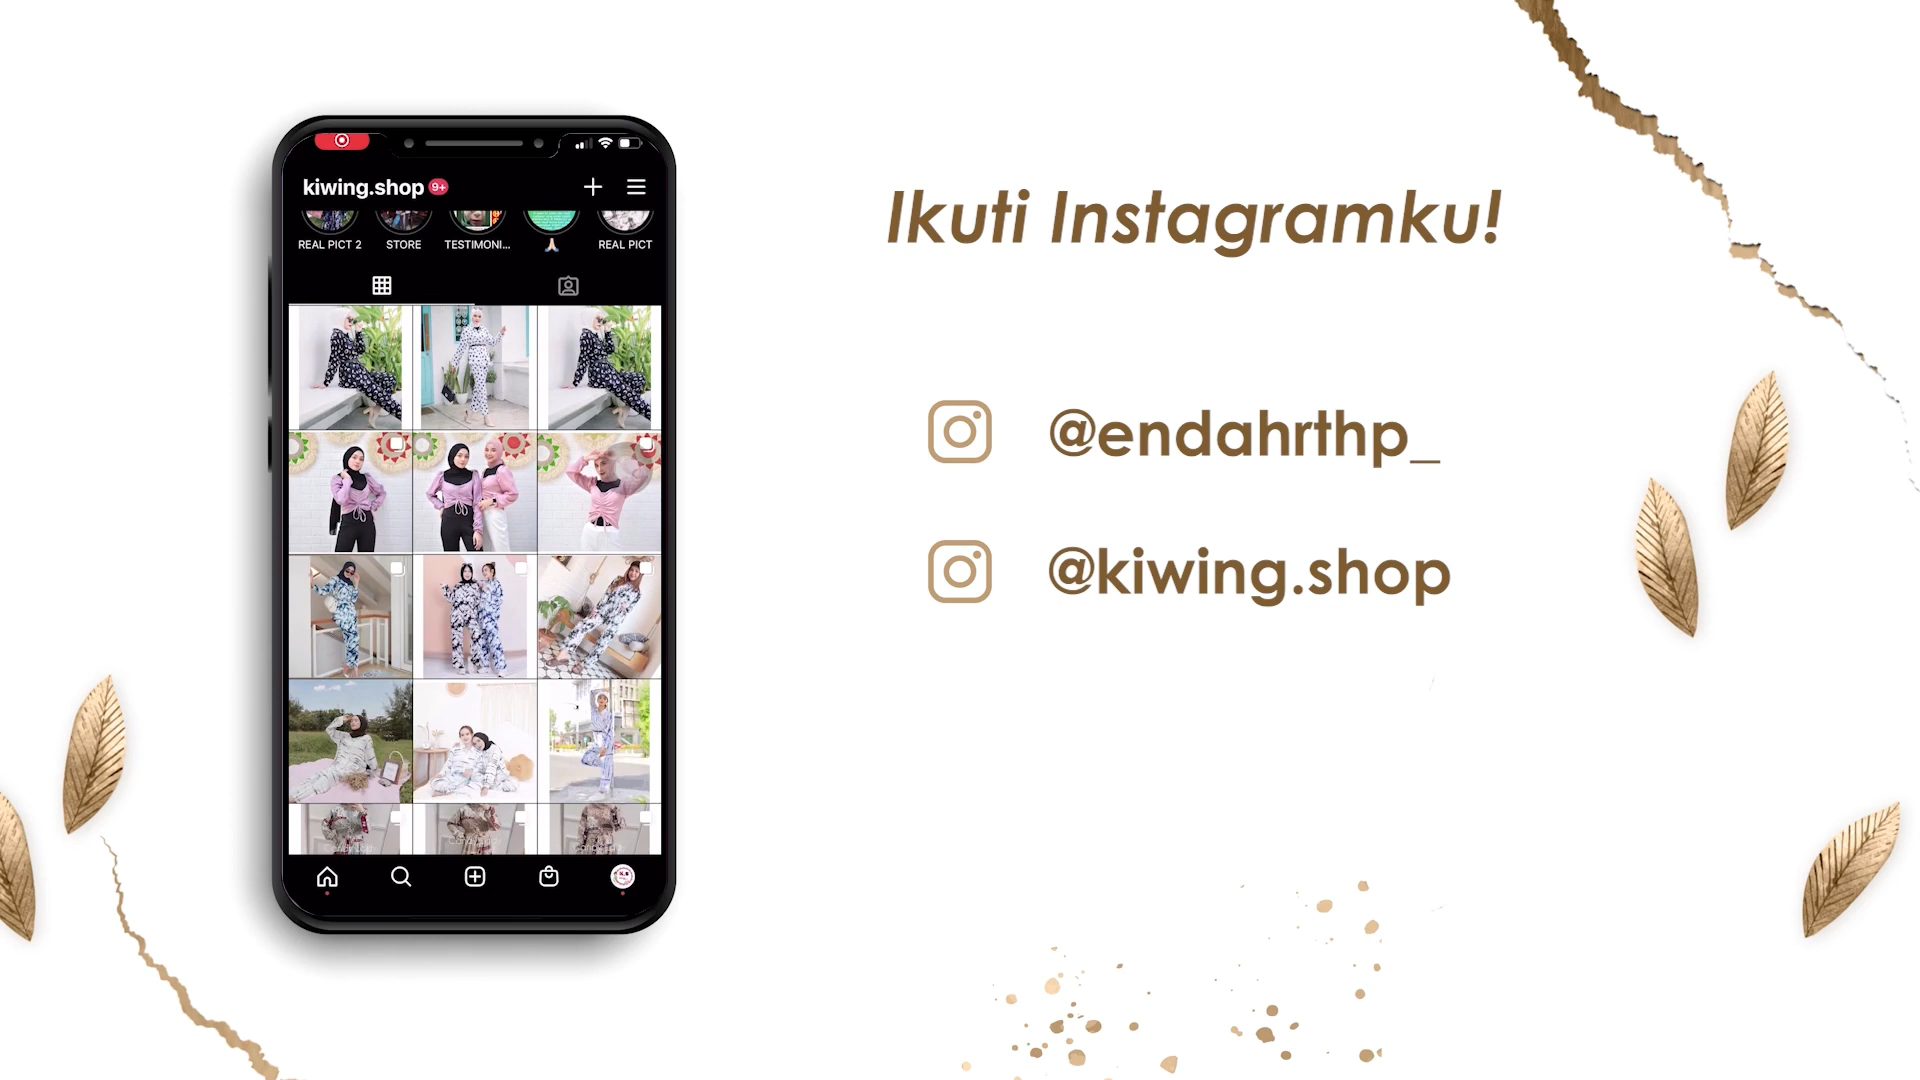 kiwing.shop 9+
REAL PICT 2 STORE TESTIMONI... 🙏 REAL PICT
Ikuti Instagramku!
@endahrthp_
@kiwing.shop